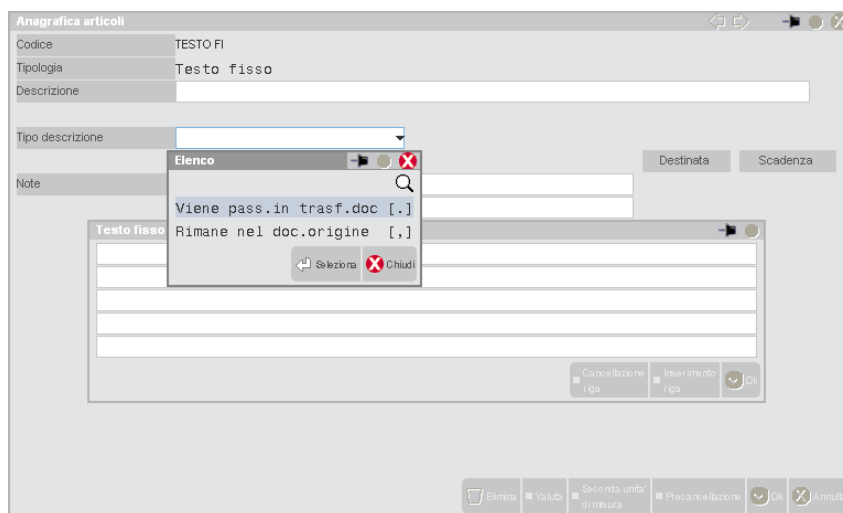 Anagrafica articoli
Codice TESTO FI
Tipologia Testo fisso
Descrizione
Tipo descrizione
Elenco
Destinata Scadenza
Note
Viene pass.in trasf.doc [.]
Rimane nel doc.origine [,]
Testo fisso
Seleziona Chiudi
Cancellazione riga
Inserimento riga
Ok
Elimina Valuta Seconda unita' di misura Precancellazione Ok Annulla